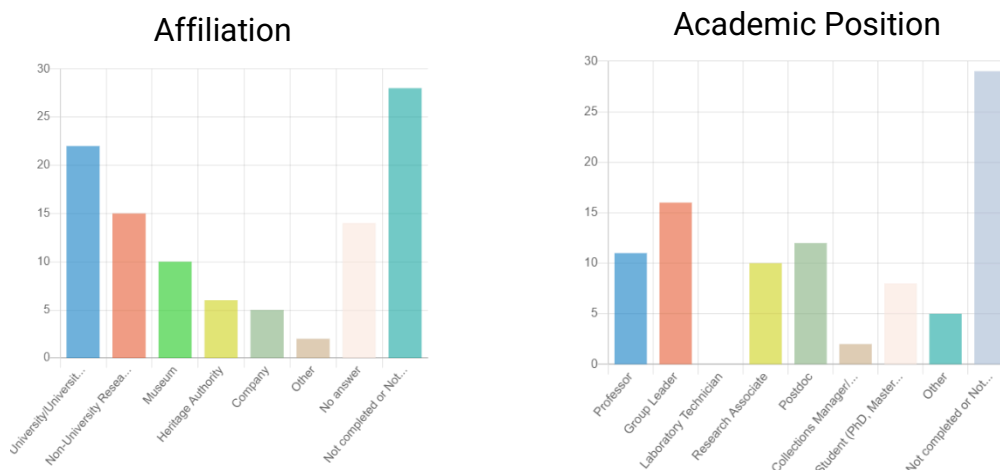 Affiliation
30
25
20
15
10
5
0
University/Universit...
Non-University Resea...
Museum
Heritage Authority
Company
Other
No answer
Not completed or Not...
Academic Position
30
25
20
15
10
5
0
Professor
Group Leader
Laboratory Technician
Research Associate
Postdoc
Collections Manager/...
Student (PhD, Master...
Other
Not completed or Not...